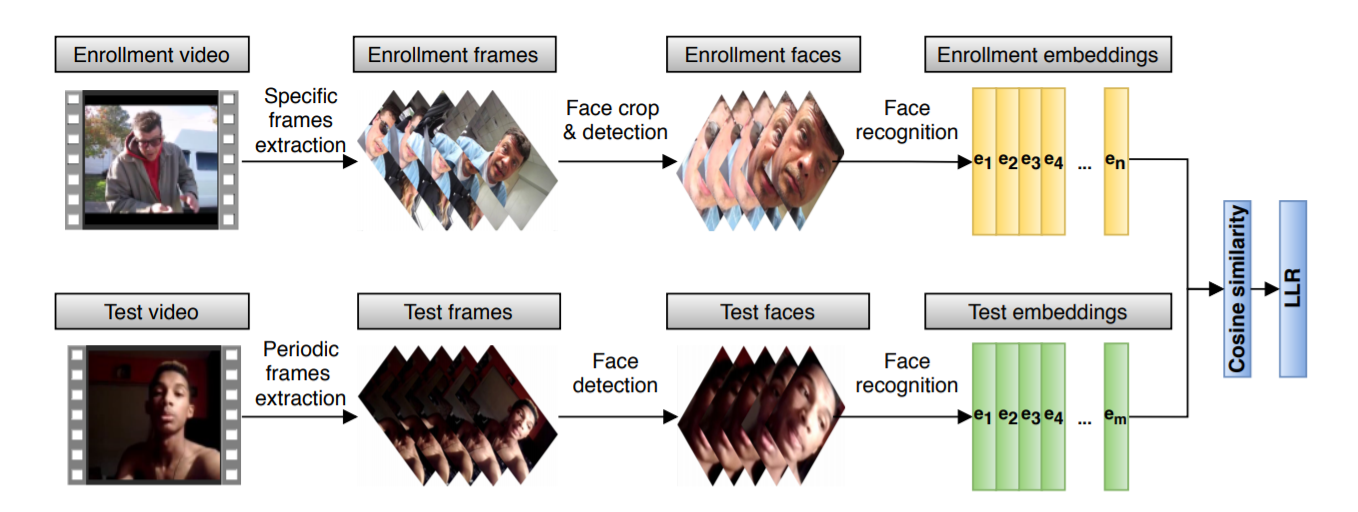 Enrollment video
Enrollment frames
Enrollment faces
Enrollment embeddings
Specific
frames
extraction
Face crop
& detection
Face
recognition
e1 e2 e3 e4 ... en
Test video
Test frames
Test faces
Test embeddings
Periodic
frames
extraction
Face
detection
Face
recognition
e1 e2 e3 e4 ... em
Cosine similarity
LLR